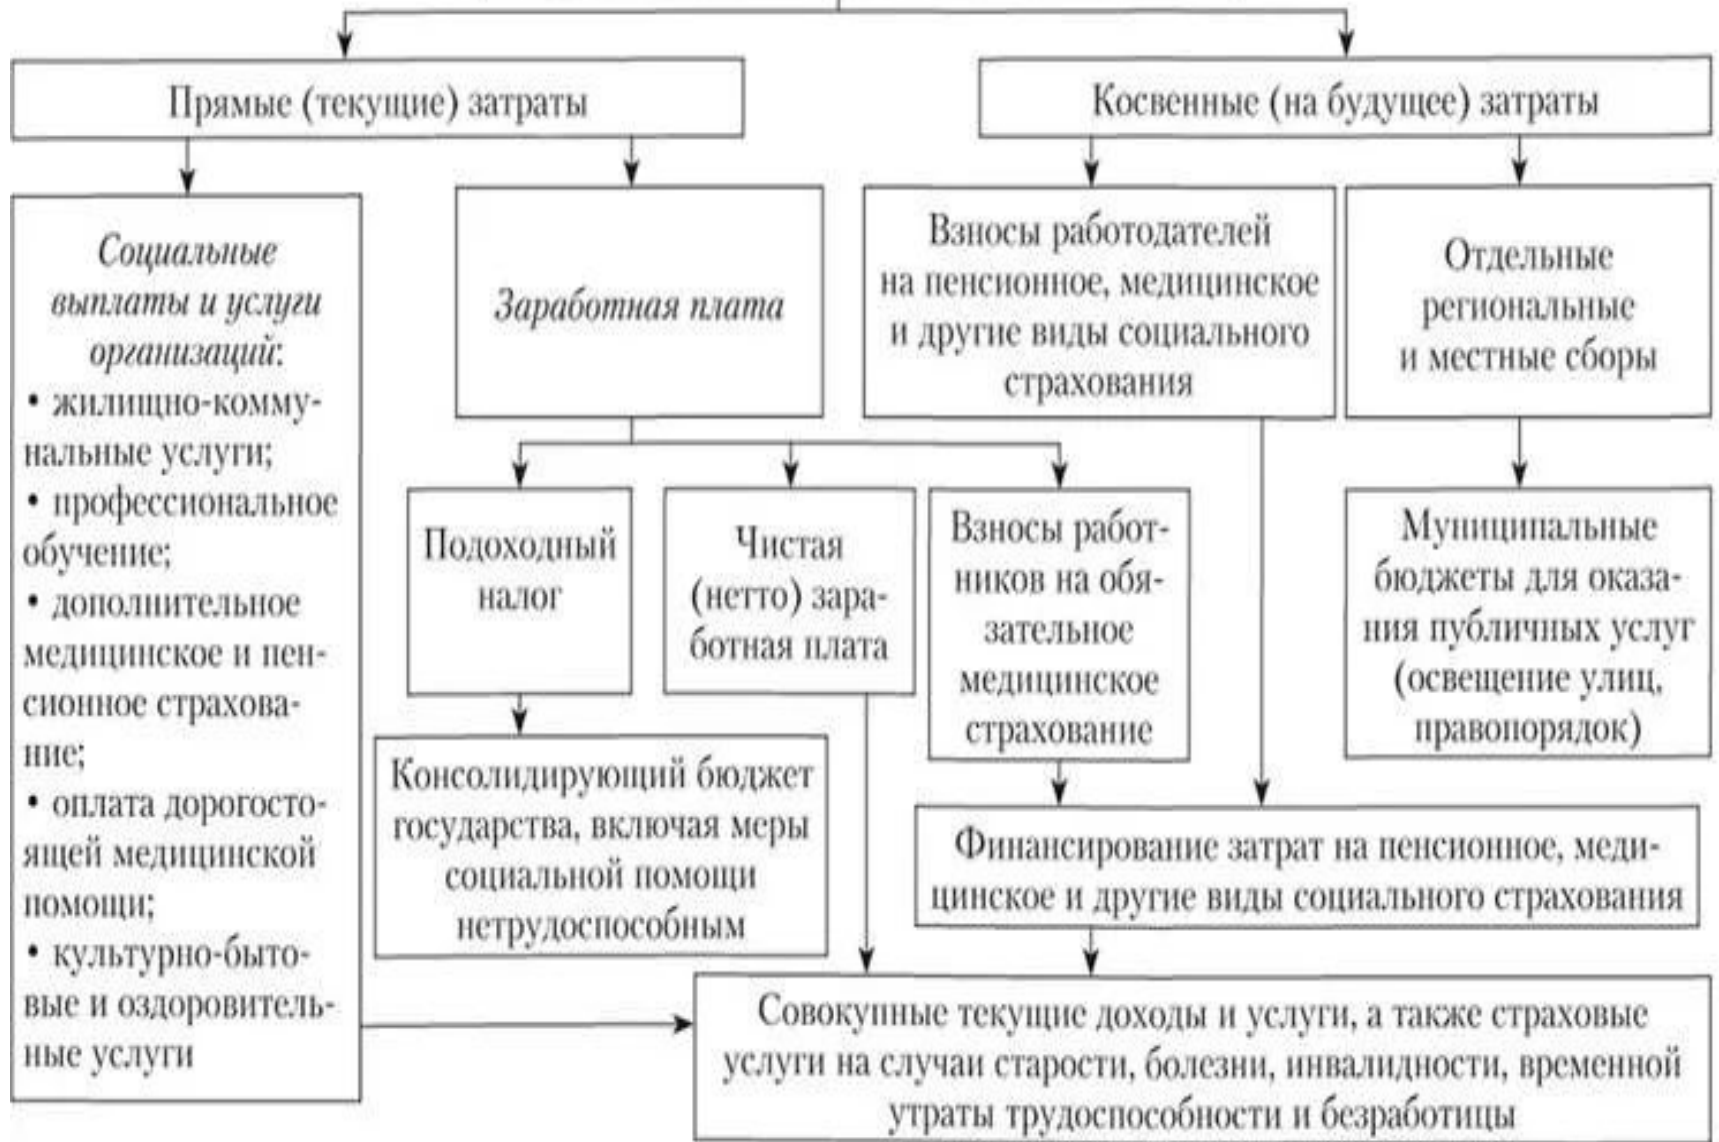 Прямые (текущие) затраты
Косвенные (на будущее) затраты
Социальные
выплаты и услуги
организаций:
• жилищно-комму-
нальные услуги;
• профессиональное
обучение;
• дополнительное
медицинское и пен-
сионное страхова-
ние;
• оплата дорогосто-
ящей медицинской
помощи;
• культурно-быто-
вые и оздоровитель-
ные услуги
Заработная плата
Взносы работодателей
на пенсионное, медицинское
и другие виды социального
страхования
Отдельные
региональные
и местные сборы
Подоходный
налог
Чистая
(нетто) зара-
ботная плата
Взносы работ-
ников на обя-
зательное
медицинское
страхование
Муниципальные
бюджеты для оказа-
ния публичных услуг
(освещение улиц,
правопорядок)
Консолидирующий бюджет
государства, включая меры
социальной помощи
нетрудоспособным
Финансирование затрат на пенсионное, меди-
цинское и другие виды социального страхования
Совокупные текущие доходы и услуги, а также страховые
услуги на случаи старости, болезни, инвалидности, временной
утраты трудоспособности и безработицы